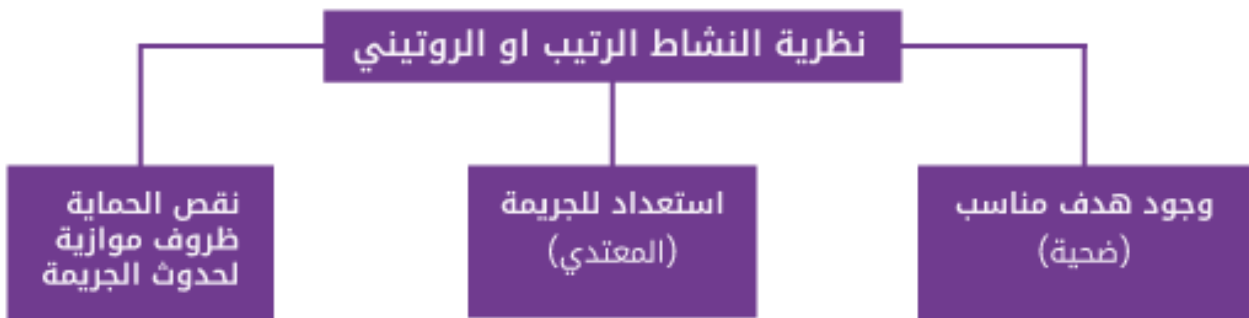 نظرية النشاط الرتيب او الروتيني
وجود هدف مناسب
(ضحية)
استعداد للجريمة
(المعتدي)
نقص الحماية
ظروف موازية
لحدوث الجريمة